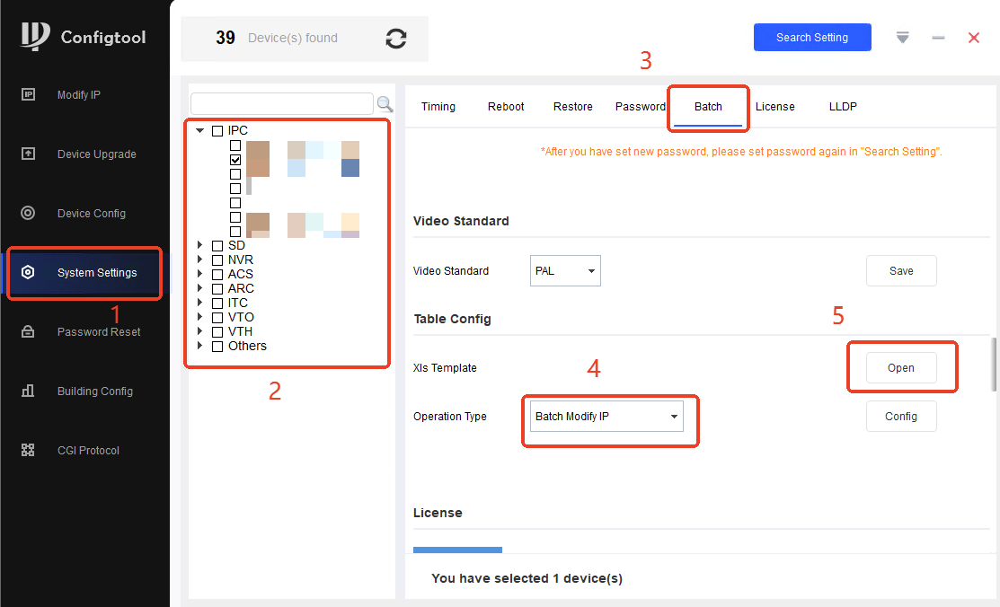 Configtool
39 Device(s) found
Search Setting
3
Modify IP
Device Upgrade
Device Config
System Settings
1
Password Reset
Building Config
CGI Protocol
IPC
SD
NVR
ACS
ARC
ITC
VTO
VTH
Others
2
Timing Reboot Restore Password Batch License LLDP
*After you have set new password, please set password again in "Search Setting".
Video Standard
Video Standard PAL Save
Table Config
5
Xls Template Open
4
Operation Type Batch Modify IP Config
License
You have selected 1 device(s)